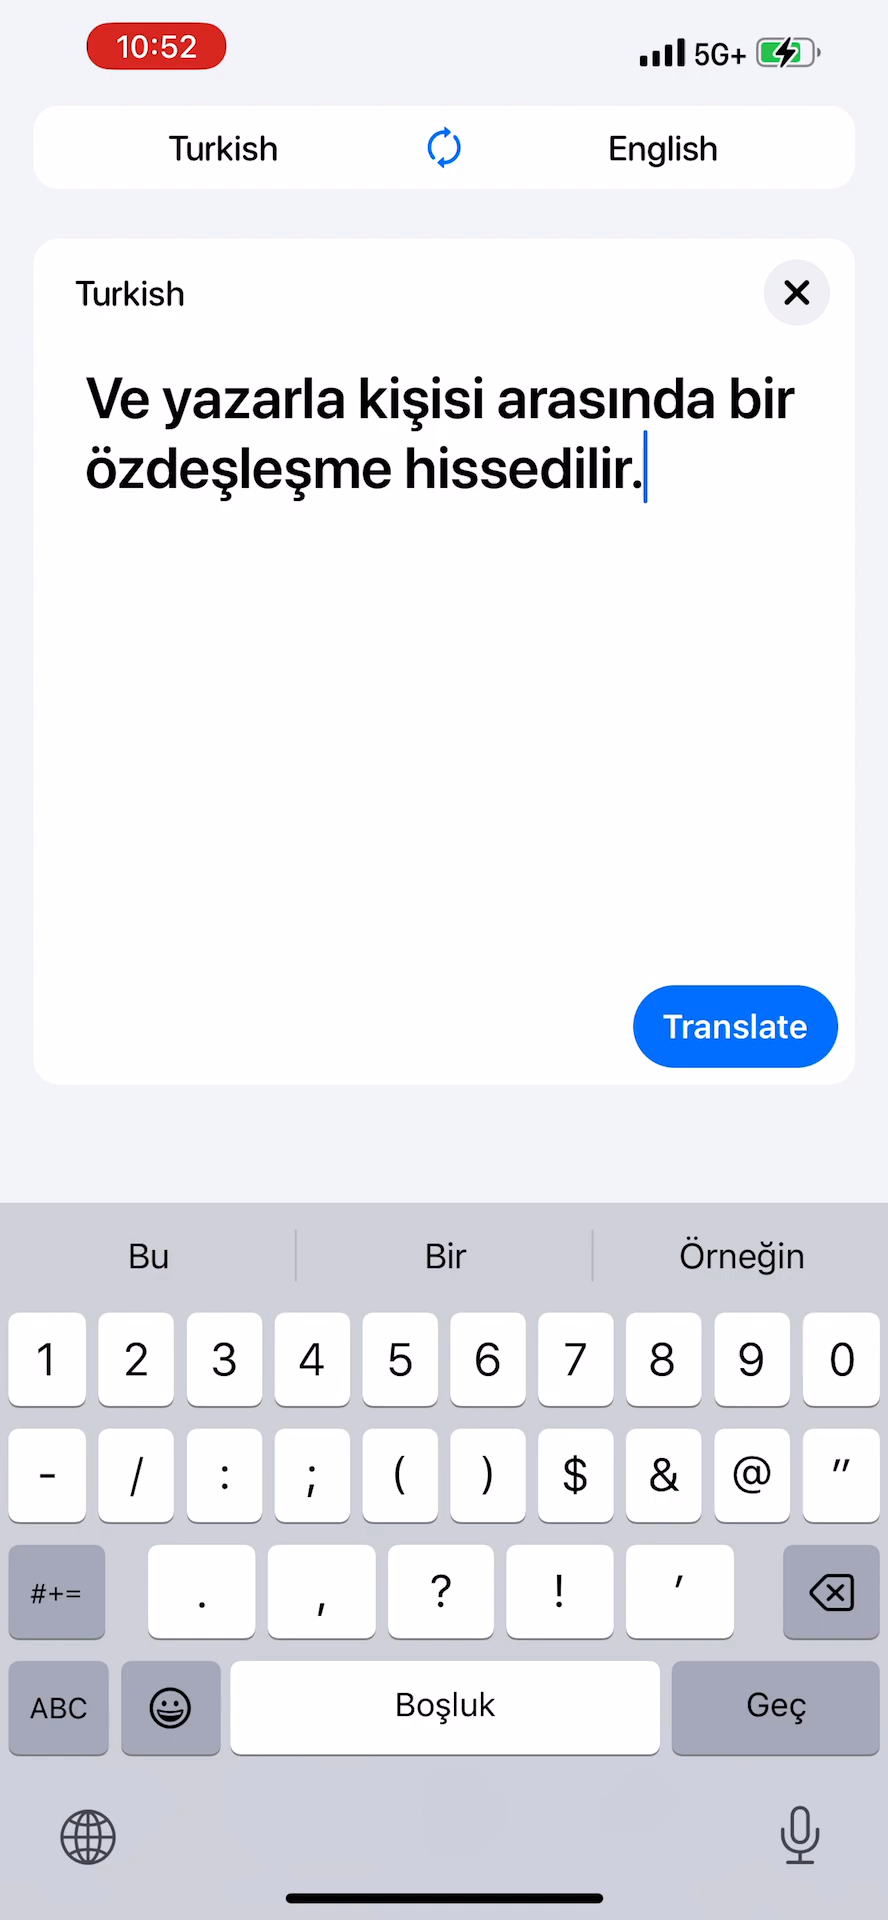 10:52
5G+
Turkish
English
Turkish
Ve yazarla kişisi arasında bir
özdeşleşme hissedilir.
Translate
Bu
Bir
Örneğin
1 2 3 4 5 6 7 8 9 0
- / : ; ( ) $ & @ "
#+= . , ? ! '
ABC
Boşluk
Geç